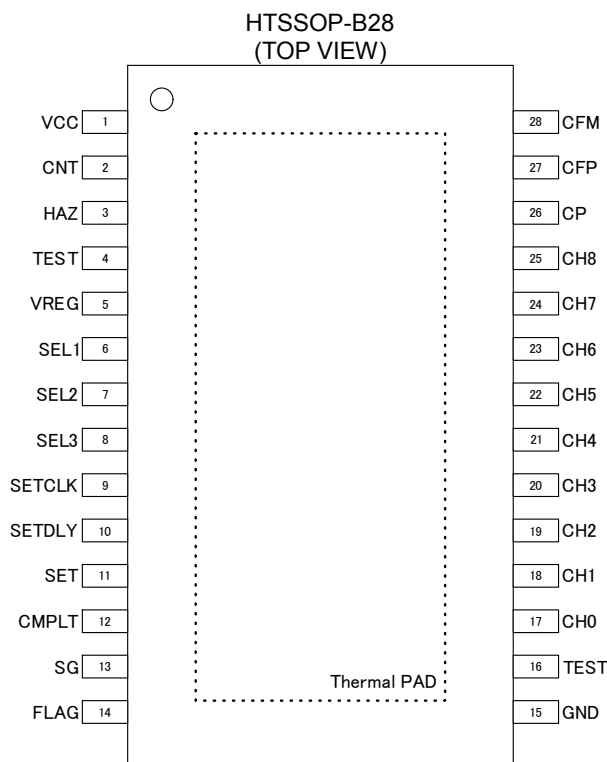 HTSSOP-B28
(TOP VIEW)
VCC 1 28 CFM
CNT 2 27 CFP
HAZ 3 26 CP
TEST 4 25 CH8
VREG 5 24 CH7
SEL1 6 23 CH6
SEL2 7 22 CH5
SEL3 8 21 CH4
SETCLK 9 20 CH3
SETDLY 10 19 CH2
SET 11 18 CH1
CMPLT 12 17 CH0
SG 13 16 TEST
Thermal PAD
FLAG 14 15 GND